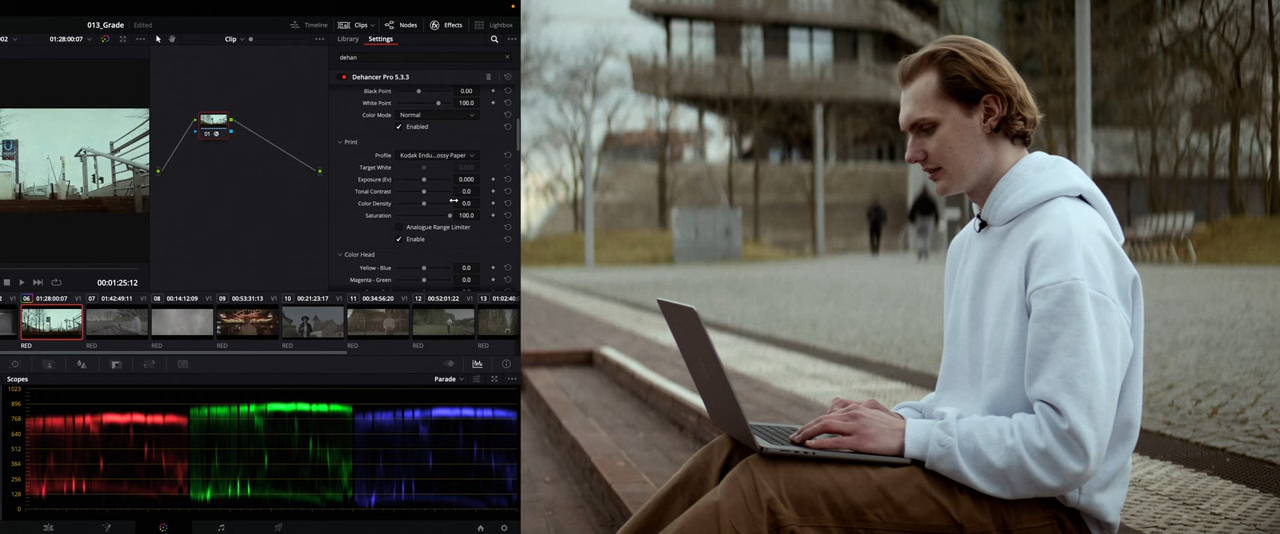 013_Grade Edited
Timeline Clips Nodes Effects Lightbox
002 01:28:00:07 Clip Library Settings
dehan
Dehancer Pro 5.3.3
Black Point 0.00
White Point 100.0
Color Mode Normal
Enabled
Print
Profile Kodak Endu...ossy Paper
Target White
Exposure (Ev) 0.000
Tonal Contrast 0.0
Color Density 0.0
Saturation 100.0
Analogue Range Limiter
Enable
Color Head
Yellow - Blue 0.0
Magenta - Green 0.0
01
00:01:25:12
V1 06 01:28:00:07 V1 07 01:42:49:11 V1 08 00:14:12:09 V1 09 00:53:31:13 V1 10 00:21:23:17 V1 11 00:34:56:20 V1 12 00:52:01:22 V1 13 01:02:40
RED RED RED RED RED RED RED RED
Scopes Parade
1023
896
768
640
512
384
256
128
0